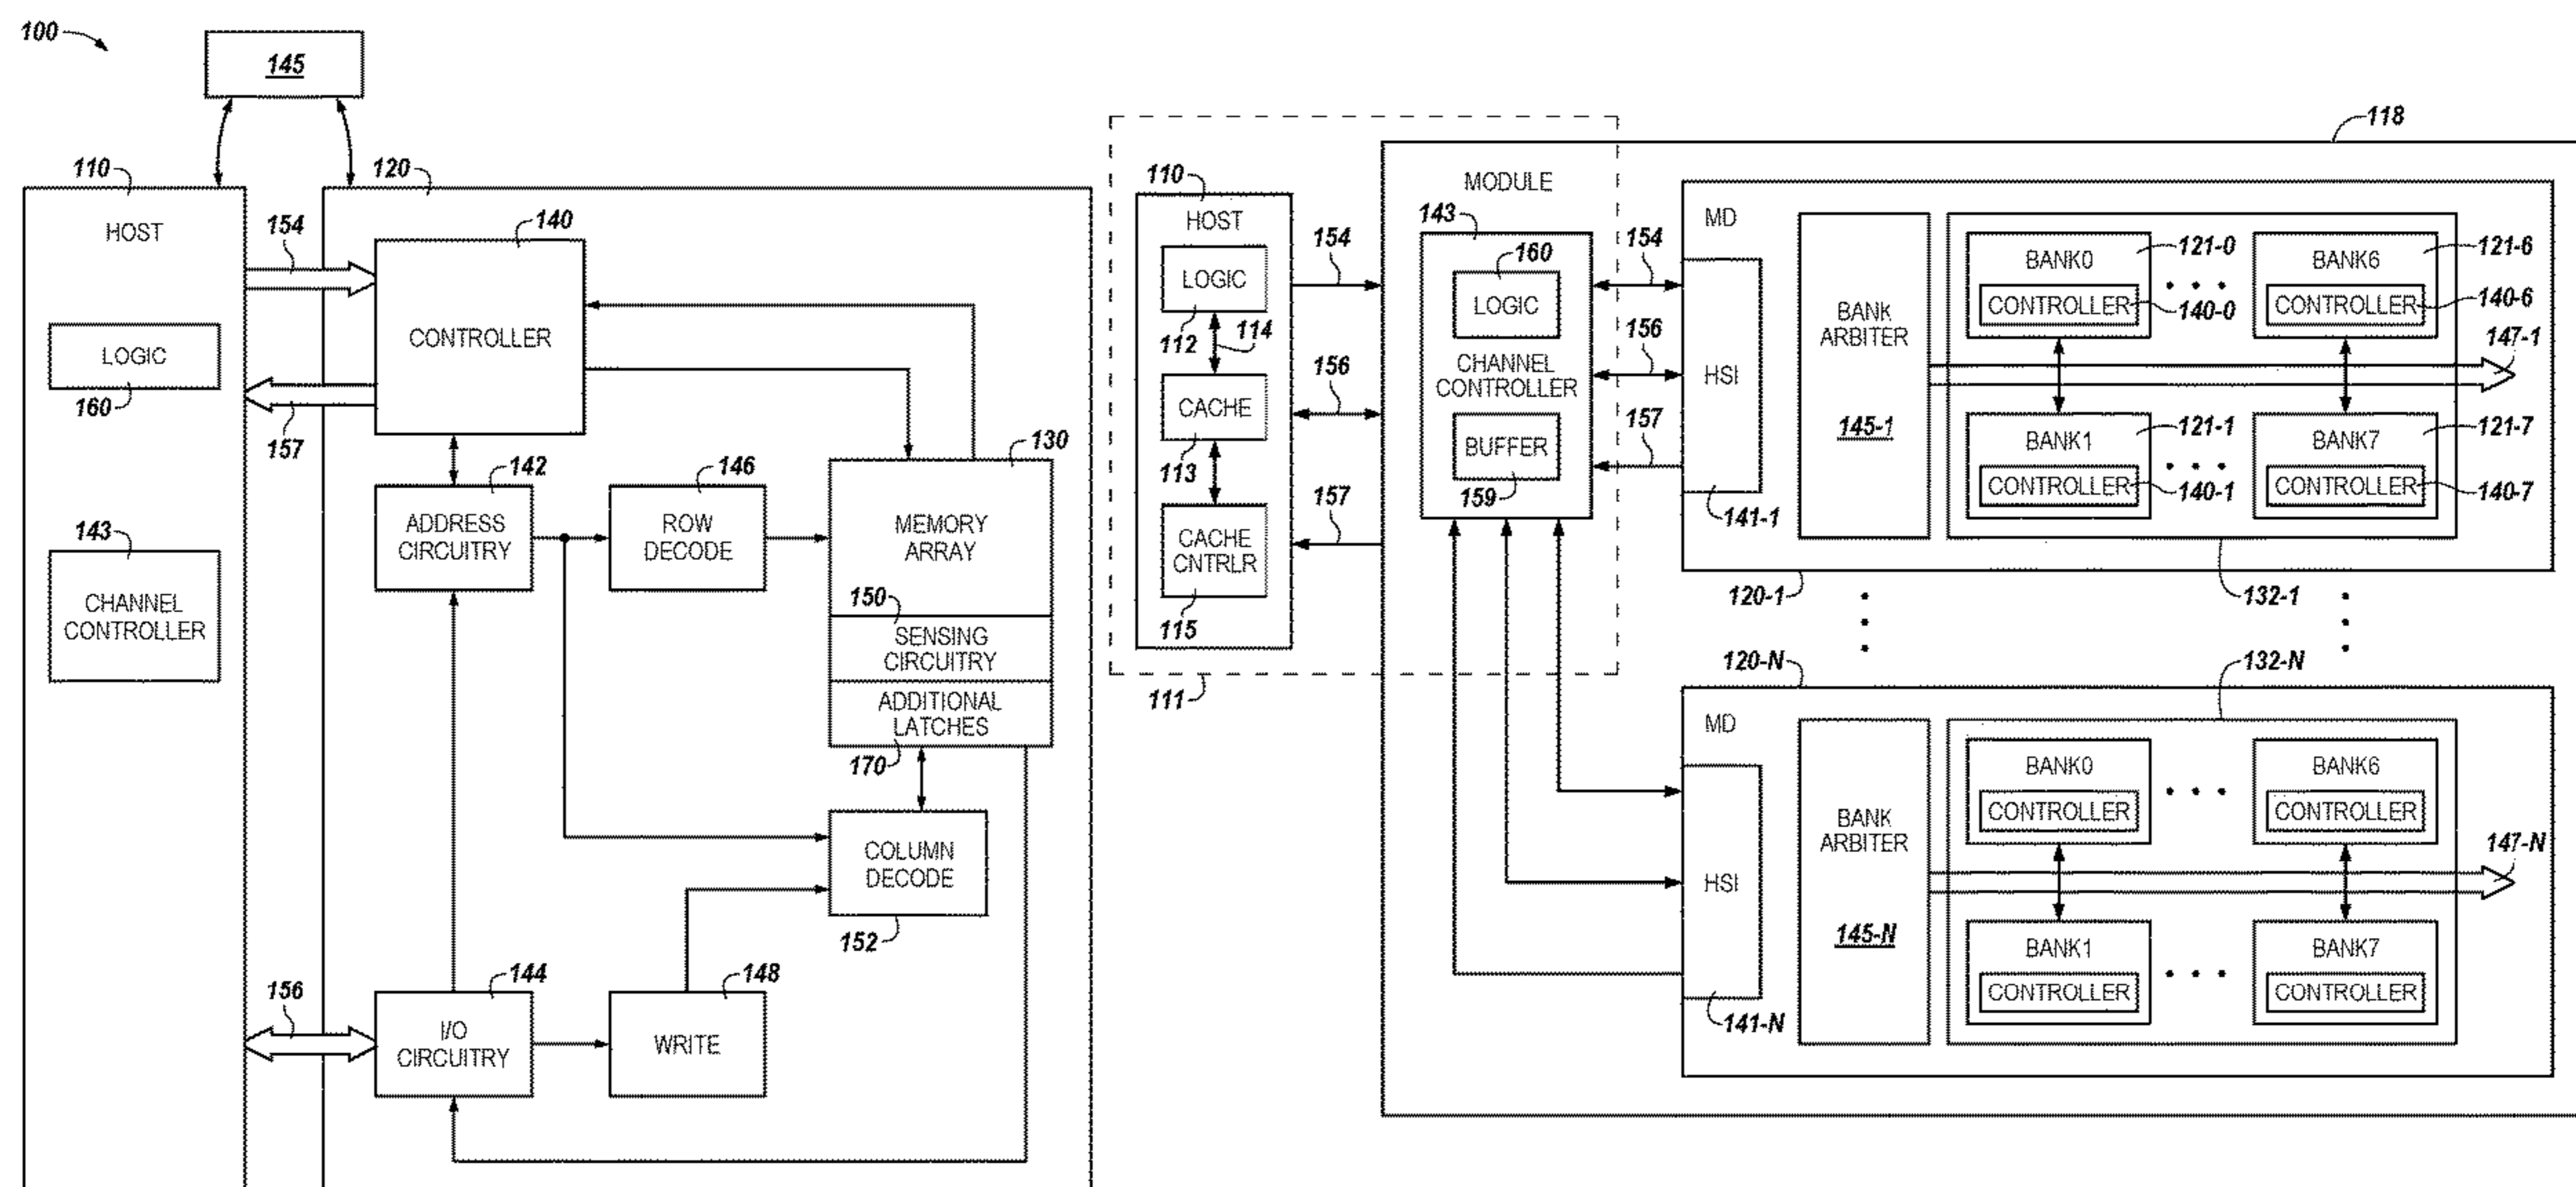 100
145
110
HOST
154
LOGIC
160
157
143
CHANNEL
CONTROLLER
156
120
140
CONTROLLER
142
ADDRESS
CIRCUITRY
146
ROW
DECODE
130
MEMORY
ARRAY
150
SENSING
CIRCUITRY
ADDITIONAL
LATCHES
170
COLUMN
DECODE
152
144
I/O
CIRCUITRY
148
WRITE
110
HOST
LOGIC
112
114
CACHE
113
CACHE
CNTRLR
115
111
154
156
157
118
MODULE
143
160
LOGIC
CHANNEL
CONTROLLER
BUFFER
159
154
156
157
MD
HSI
141-1
BANK
ARBITER
145-1
BANK0
121-0
CONTROLLER
140-0
BANK6
121-6
CONTROLLER
140-6
147-1
BANK1
121-1
CONTROLLER
140-1
BANK7
121-7
CONTROLLER
140-7
120-1
132-1
120-N
132-N
MD
HSI
141-N
BANK
ARBITER
145-N
BANK0
CONTROLLER
BANK6
CONTROLLER
147-N
BANK1
CONTROLLER
BANK7
CONTROLLER